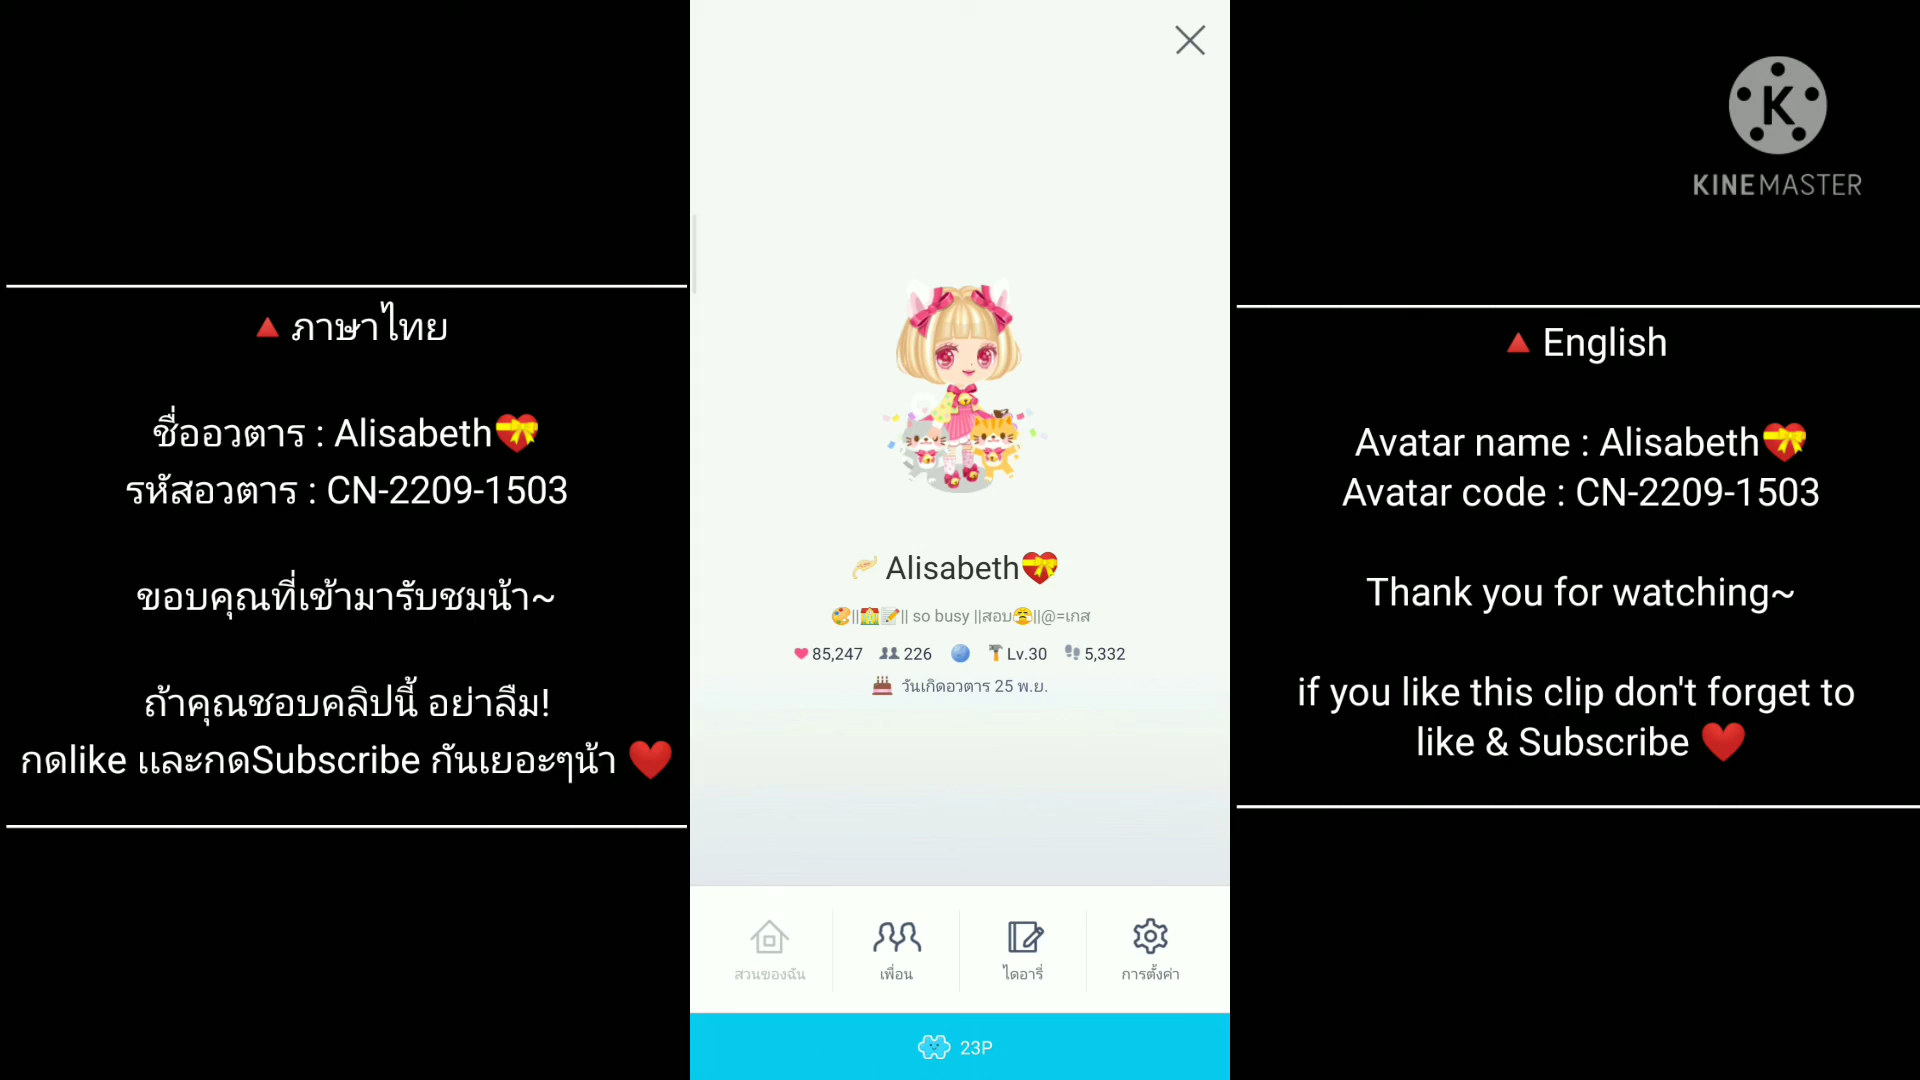 🔺ภาษาไทย
ชื่ออวตาร : Alisabeth💝
รหัสอวตาร : CN-2209-1503
ขอบคุณที่เข้ามารับชมน้า~
ถ้าคุณชอบคลิปนี้ อย่าลืม!
กดlike และกดSubscribe กันเยอะๆน้า ❤️
Alisabeth💝
🎨||🏫📝|| so busy ||สอบ😤||@=เกส
85,247 226 Lv.30 5,332
วันเกิดอวตาร 25 พ.ย.
สวนของฉัน เพื่อน ไดอารี่ การตั้งค่า
23P
K
KINEMASTER
🔺English
Avatar name : Alisabeth💝
Avatar code : CN-2209-1503
Thank you for watching~
if you like this clip don't forget to
like & Subscribe ❤️